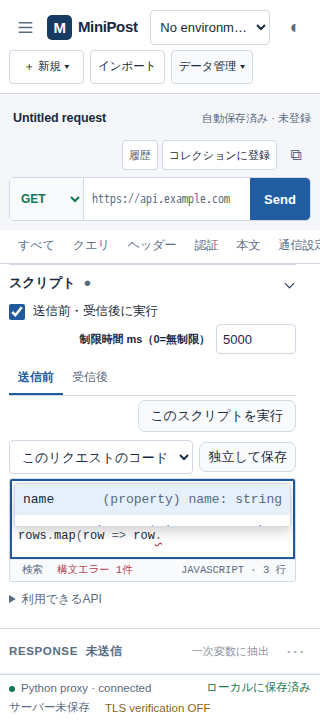 M MiniPost No environm…
＋ 新規 ▾ インポート データ管理 ▾
Untitled request 自動保存済み · 未登録
履歴 コレクションに登録
GET https://api.example.com Send
すべて クエリ ヘッダー 認証 本文 通信設定
スクリプト
送信前・受信後に実行
制限時間 ms（0=無制限） 5000
送信前 受信後
このスクリプトを実行
このリクエストのコード 独立して保存
name (property) name: string
rows.map(row => row.
検索 構文エラー 1件 JAVASCRIPT · 3 行
利用できるAPI
RESPONSE 未送信 一次変数に抽出 ···
Python proxy · connected ローカルに保存済み
サーバー未保存 TLS verification OFF